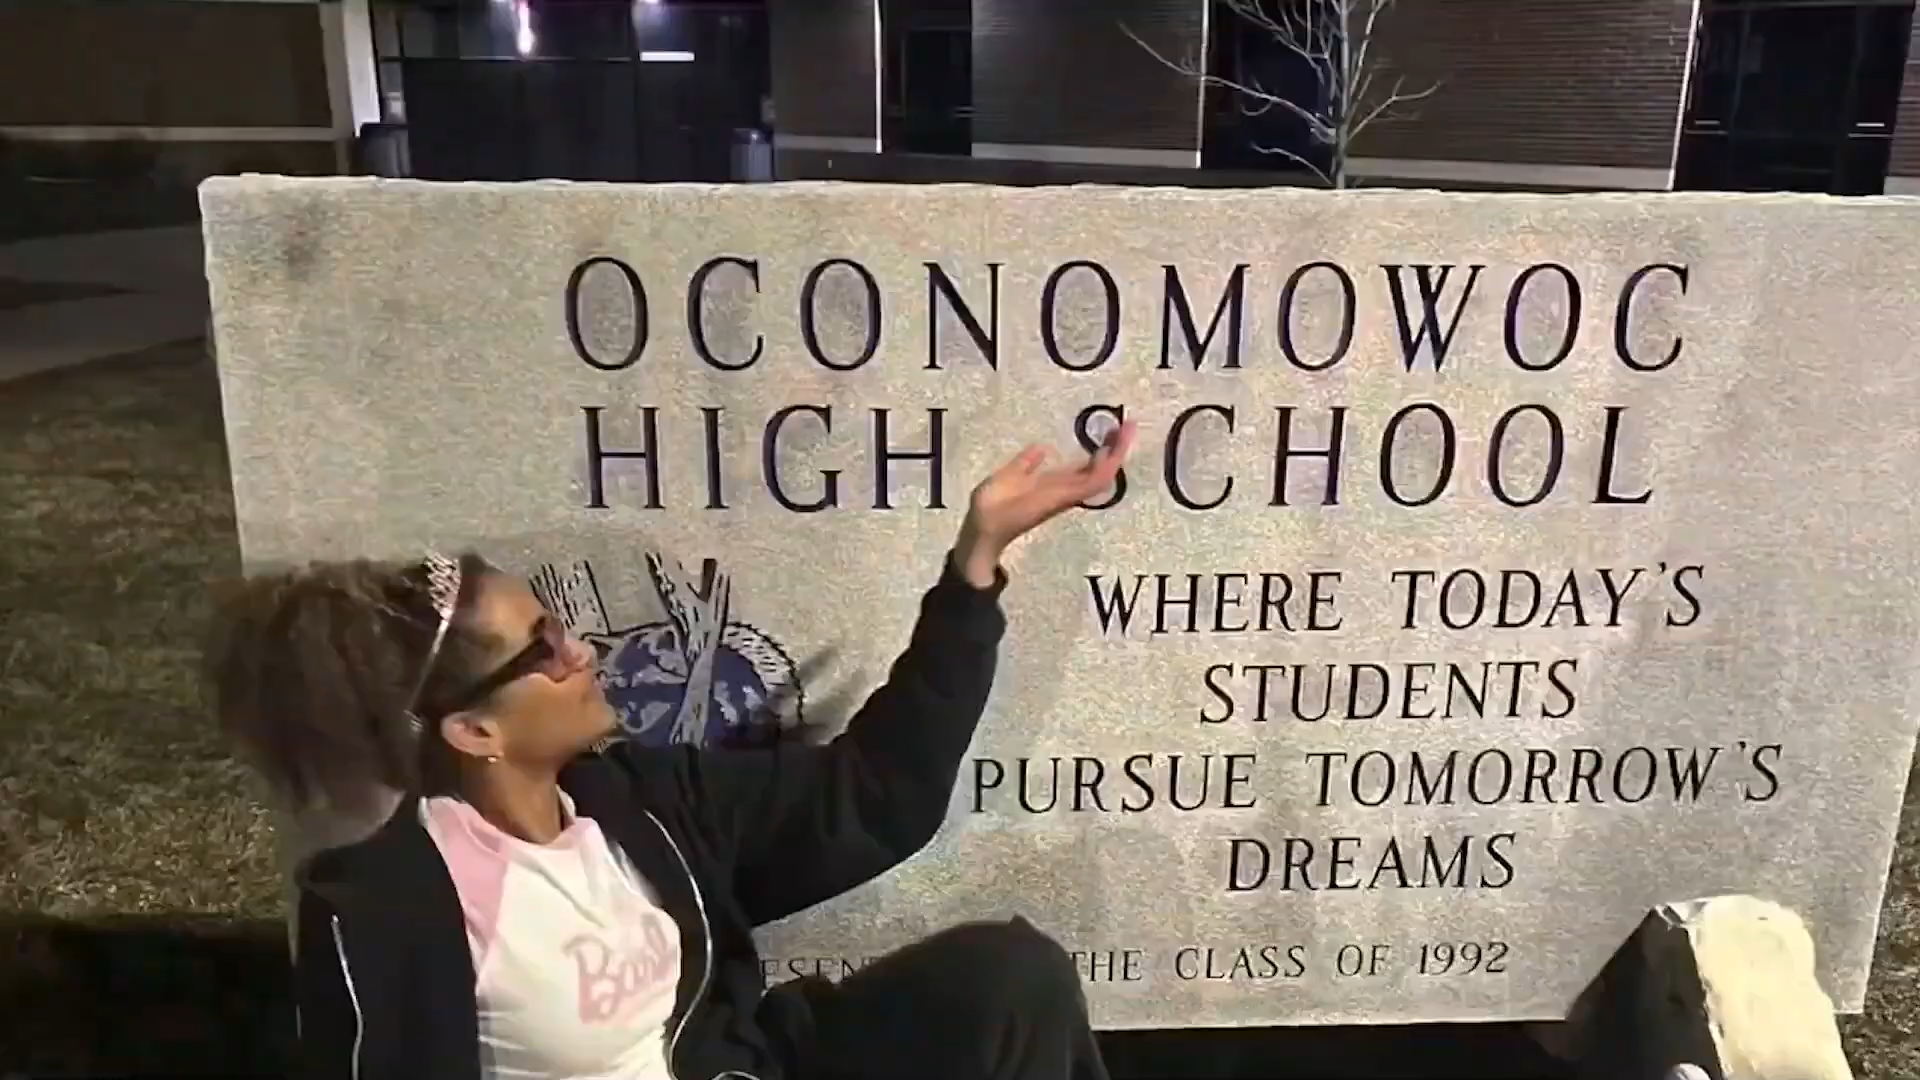 OCONOMOWOC
HIGH SCHOOL
WHERE TODAY'S
STUDENTS
PURSUE TOMORROW'S
DREAMS
THE CLASS OF 1992